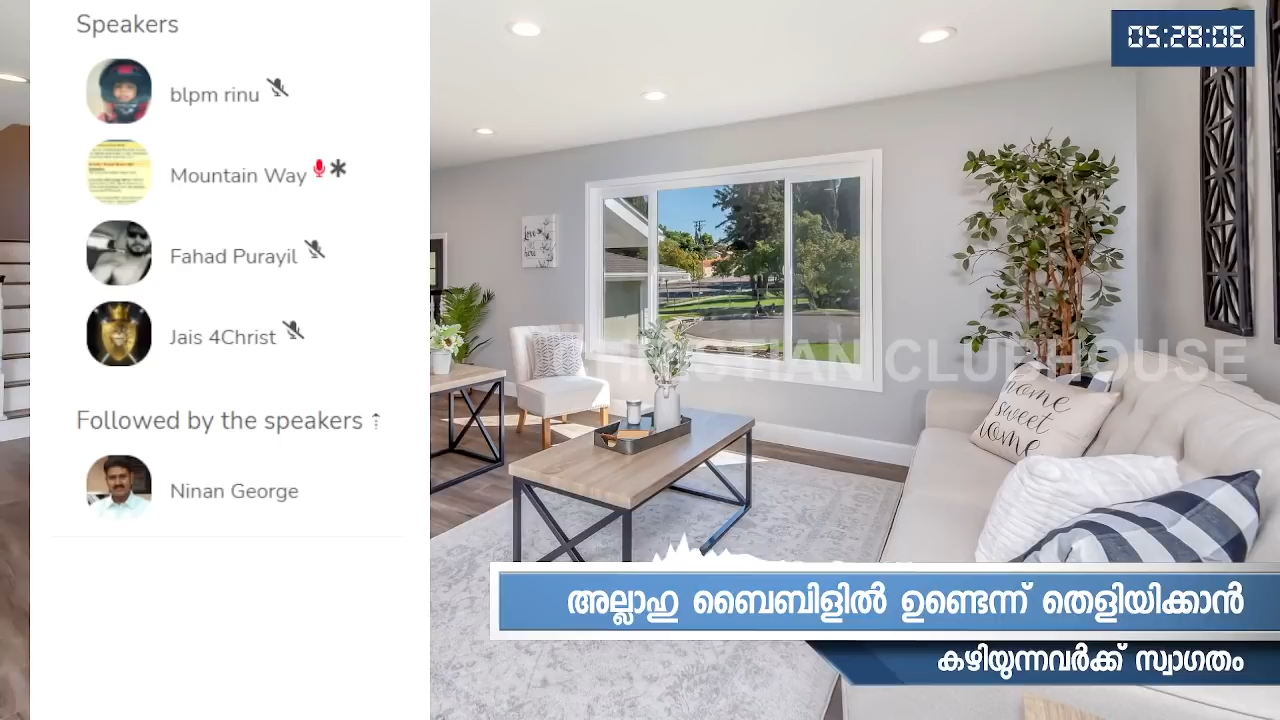 Speakers
05:28:06
blpm rinu
Mountain Way
Fahad Purayil
Jais 4Christ
Followed by the speakers
Ninan George
CHRISTIAN CLUBHOUSE
home
sweet
home
അല്ലാഹു ബൈബിളിൽ ഉണ്ടെന്ന് തെളിയിക്കാൻ
കഴിയുന്നവർക്ക് സ്വാഗതം